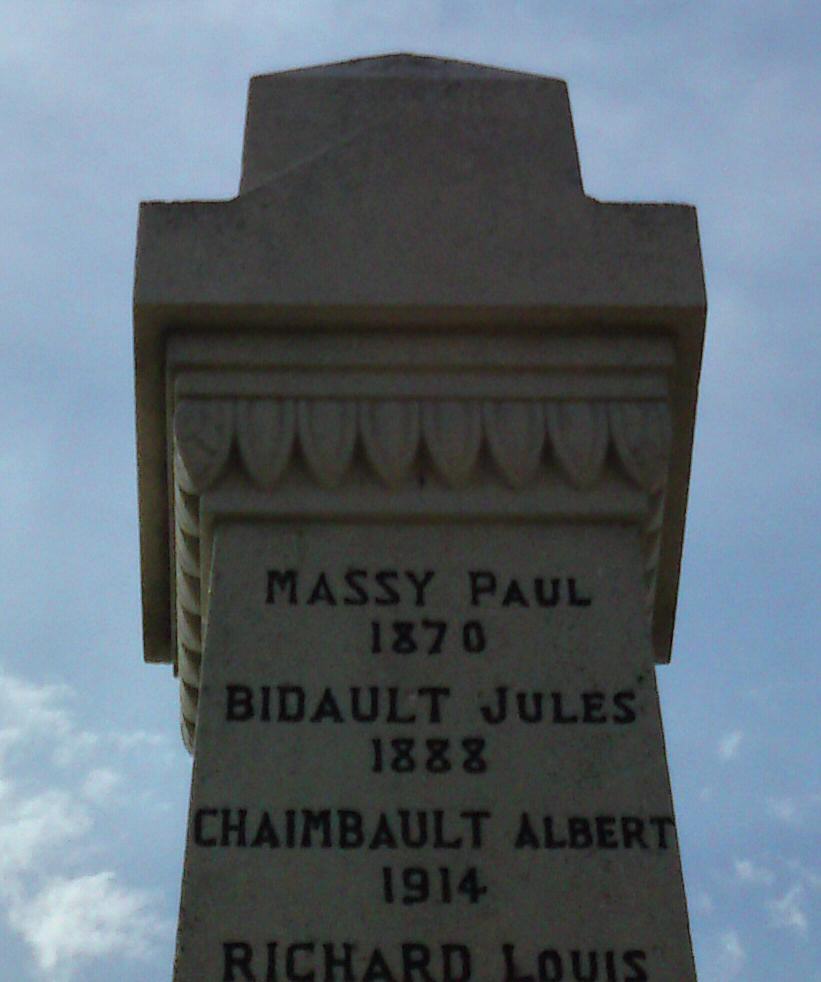 MASSY PAUL
1870
BIDAULT JULES
1888
CHAIMBAULT ALBERT
1914
RICHARD LOUIS